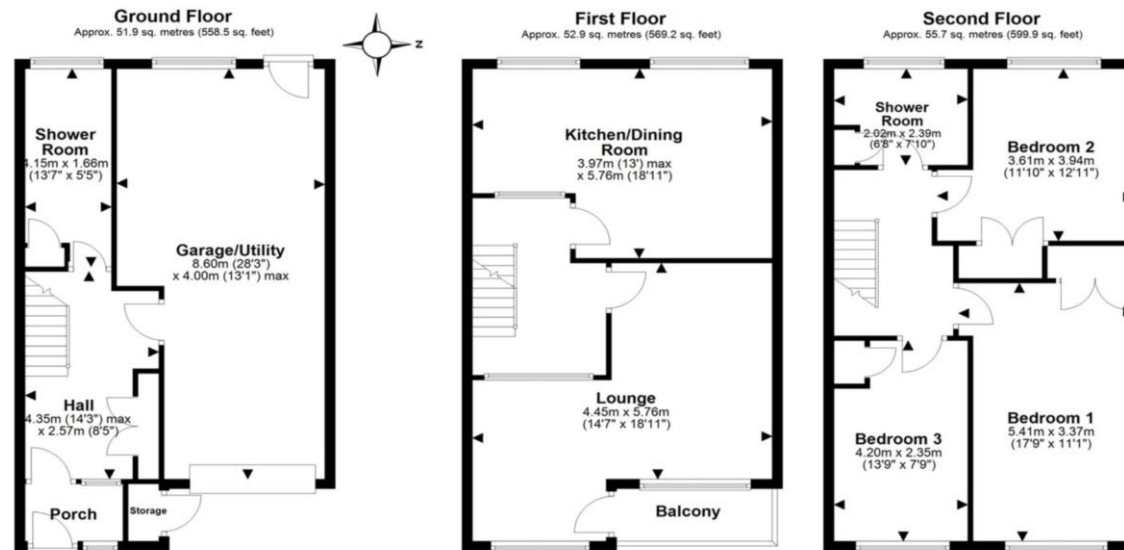 Ground Floor
Approx. 51.9 sq. metres (558.5 sq. feet)
z
Shower
Room
4.15m x 1.66m
(13'7" x 5'5")
Garage/Utility
8.60m (28'3")
x 4.00m (13'1") max
Hall
4.35m (14'3") max
x 2.57m (8'5")
Porch
Storage
First Floor
Approx. 52.9 sq. metres (569.2 sq. feet)
Kitchen/Dining
Room
3.97m (13') max
x 5.76m (18'11")
Lounge
4.45m x 5.76m
(14'7" x 18'11")
Balcony
Second Floor
Approx. 55.7 sq. metres (599.9 sq. feet)
Shower
Room
2.02m x 2.39m
(6'8" x 7'10")
Bedroom 2
3.61m x 3.94m
(11'10" x 12'11")
Bedroom 1
5.41m x 3.37m
(17'9" x 11'1")
Bedroom 3
4.20m x 2.35m
(13'9" x 7'9")